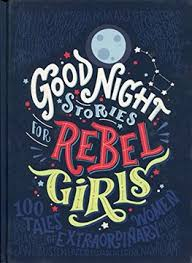 GOOD NIGHT
STORIES
FOR REBEL
GIRLS
100
TALES
OF EXTRAORDINARY
WOMEN